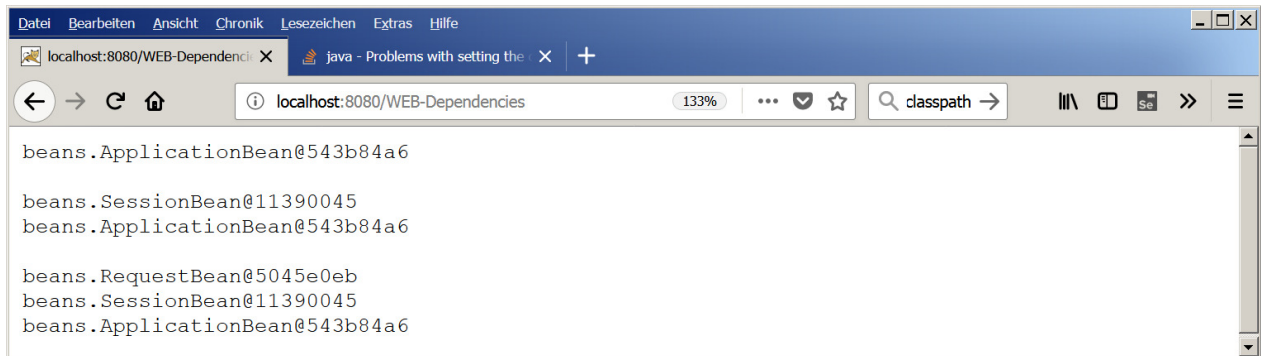 Datei Bearbeiten Ansicht Chronik Lesezeichen Extras Hilfe
localhost:8080/WEB-Dependenci java - Problems with setting the
localhost:8080/WEB-Dependencies 133% classpath Se
beans.ApplicationBean@543b84a6
beans.SessionBean@11390045
beans.ApplicationBean@543b84a6
beans.RequestBean@5045e0eb
beans.SessionBean@11390045
beans.ApplicationBean@543b84a6